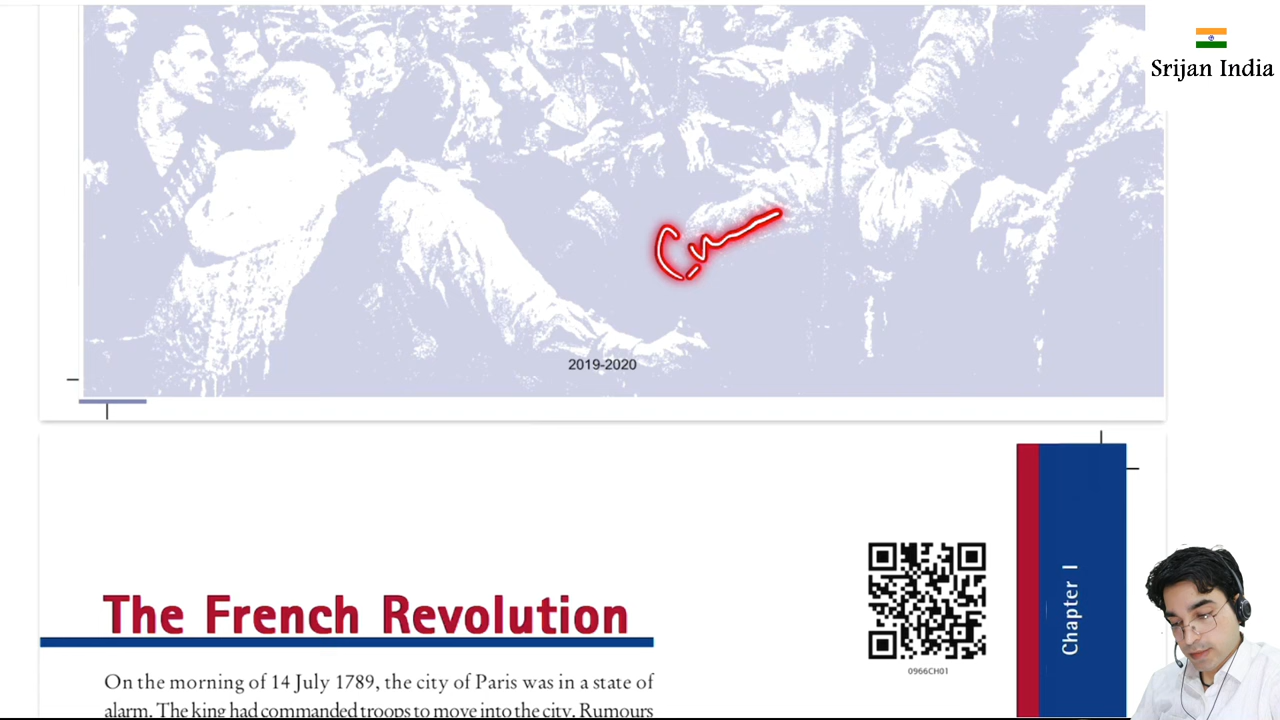 Srijan India
2019-2020
Chapter I
0966CH01
The French Revolution
On the morning of 14 July 1789, the city of Paris was in a state of
alarm. The king had commanded troops to move into the city. Rumours